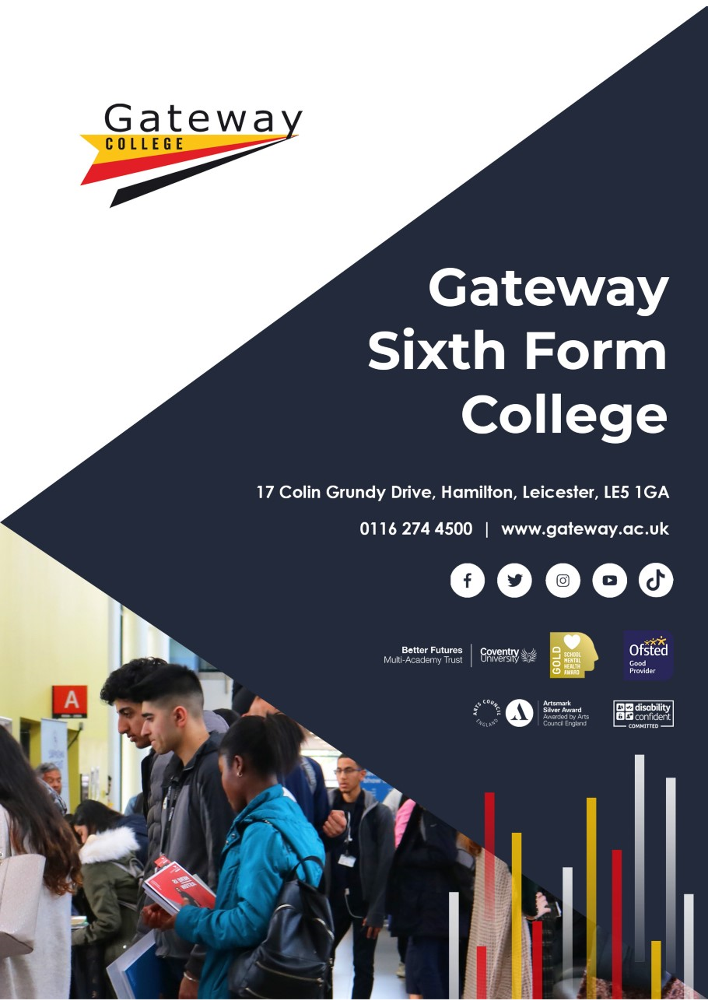 Gateway
COLLEGE
Gateway
Sixth Form
College
17 Colin Grundy Drive, Hamilton, Leicester, LE5 1GA
0116 274 4500 | www.gateway.ac.uk
Better Futures
Multi-Academy Trust
Coventry
University
GOLD
SCHOOL
MENTAL
HEALTH
AWARD
Ofsted
Good
Provider
ARTS COUNCIL
ENGLAND
Artsmark
Silver Award
Awarded by Arts
Council England
disability
confident
COMMITTED
A